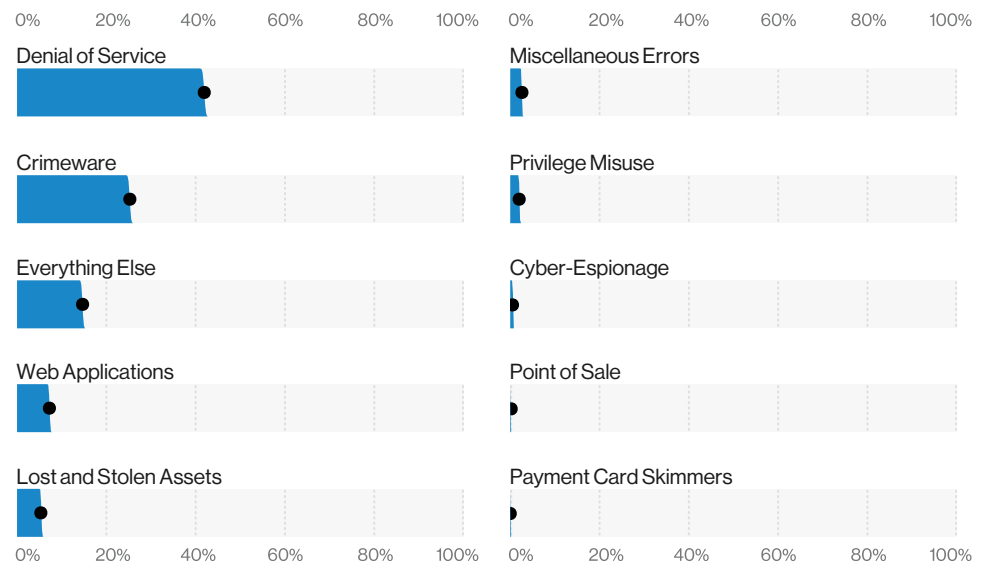 0% 20% 40% 60% 80% 100% 0% 20% 40% 60% 80% 100%
Denial of Service Miscellaneous Errors
Crimeware Privilege Misuse
Everything Else Cyber-Espionage
Web Applications Point of Sale
Lost and Stolen Assets Payment Card Skimmers
0% 20% 40% 60% 80% 100% 0% 20% 40% 60% 80% 100%